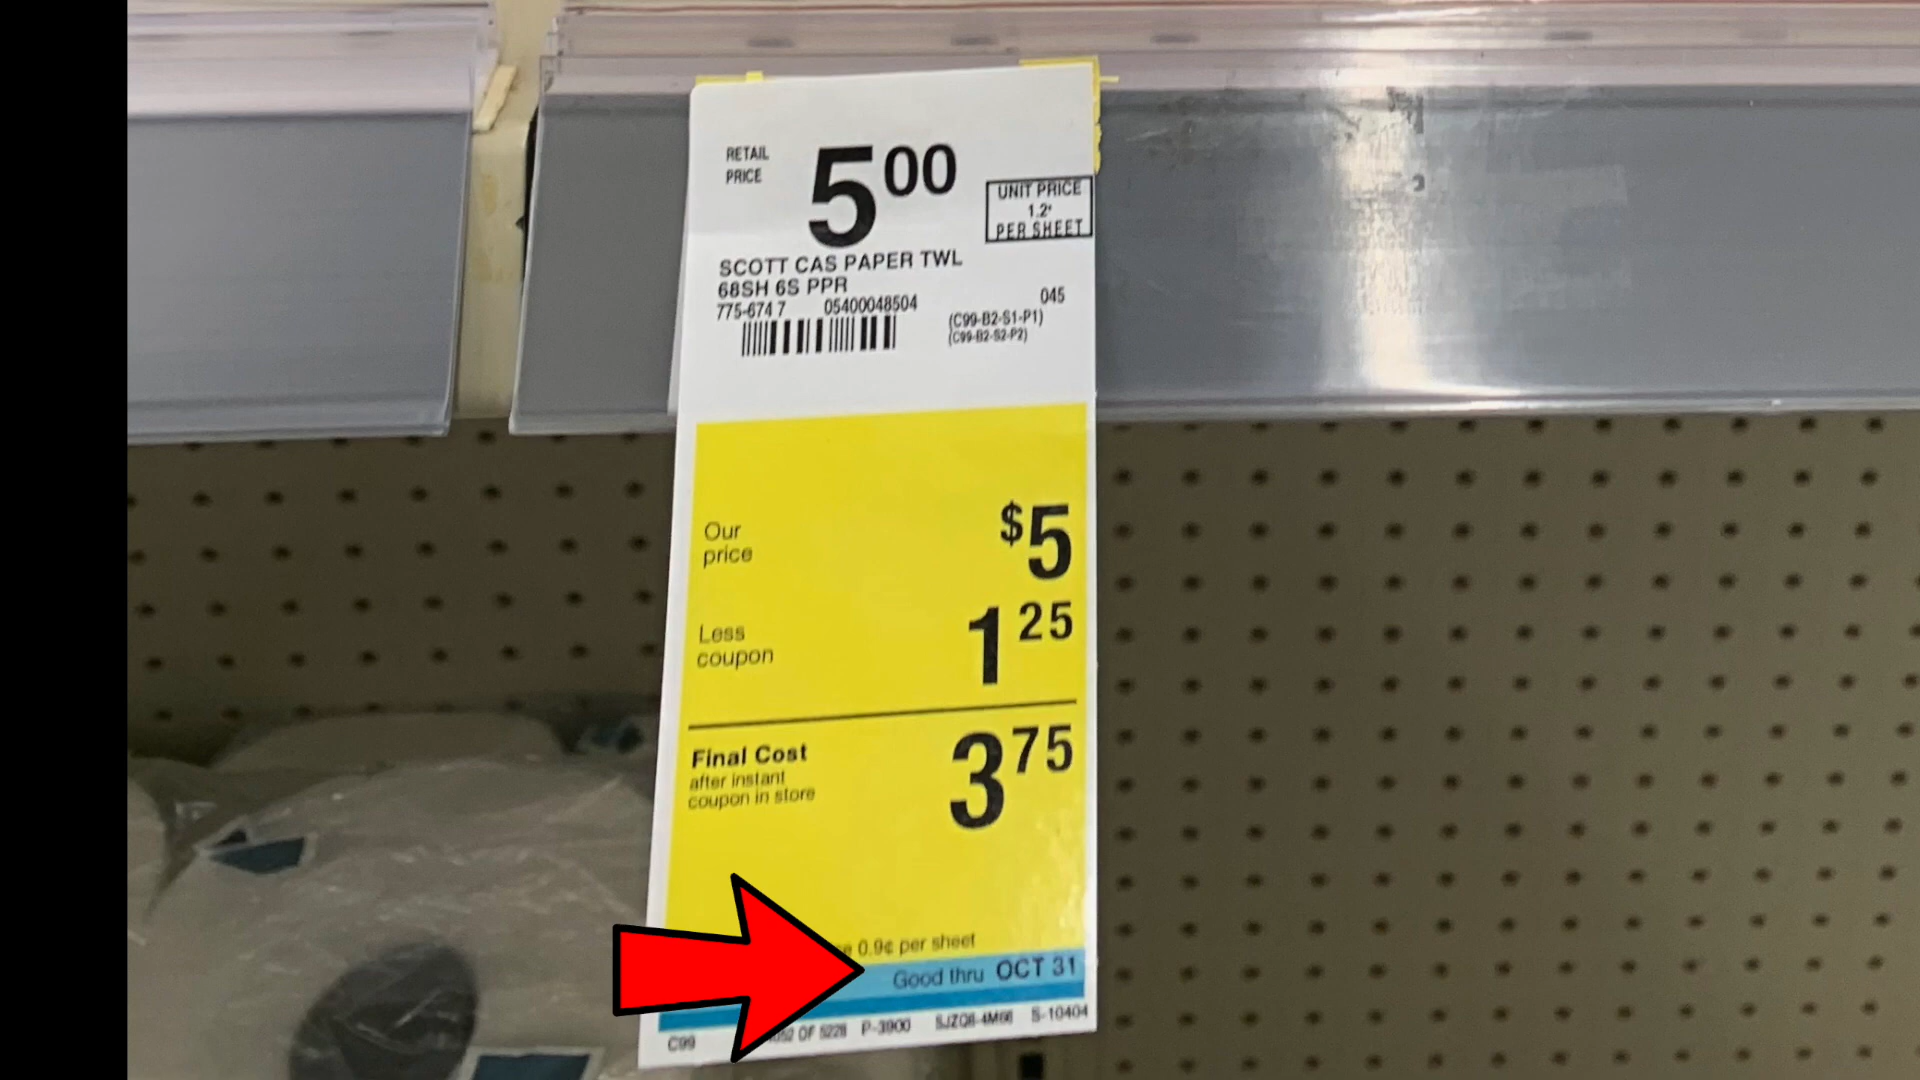 RETAIL
PRICE
5 00
UNIT PRICE
1.2¢
PER SHEET
SCOTT CAS PAPER TWL
68SH 6S PPR
775-674 7 05400048504
045
(C99-B2-S1-P1)
(C99-B2-S2-P2)
Our
price
$5
Less
coupon
1 25
Final Cost
after instant
coupon in store
3 75
0.9¢ per sheet
Good thru OCT 31
C99 OF 5228 P-3900 S-10404